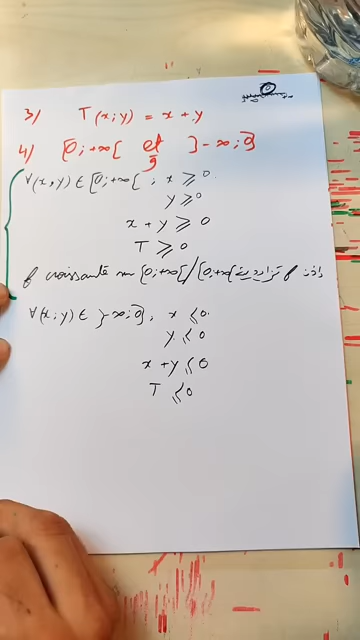 3/ T(x;y) = x + y
4/ [0;+∞[ et و ]-∞;0]
∀(x,y) ∈ [0;+∞[ ; x ⩾ 0.
y ⩾ 0
x + y ⩾ 0
T ⩾ 0
f croissante sur [0;+∞[ / [0;+∞[ إذن f تزايدية
∀(x;y) ∈ ]-∞;0], x ⩽ 0.
y ⩽ 0
x + y ⩽ 0
T ⩽ 0